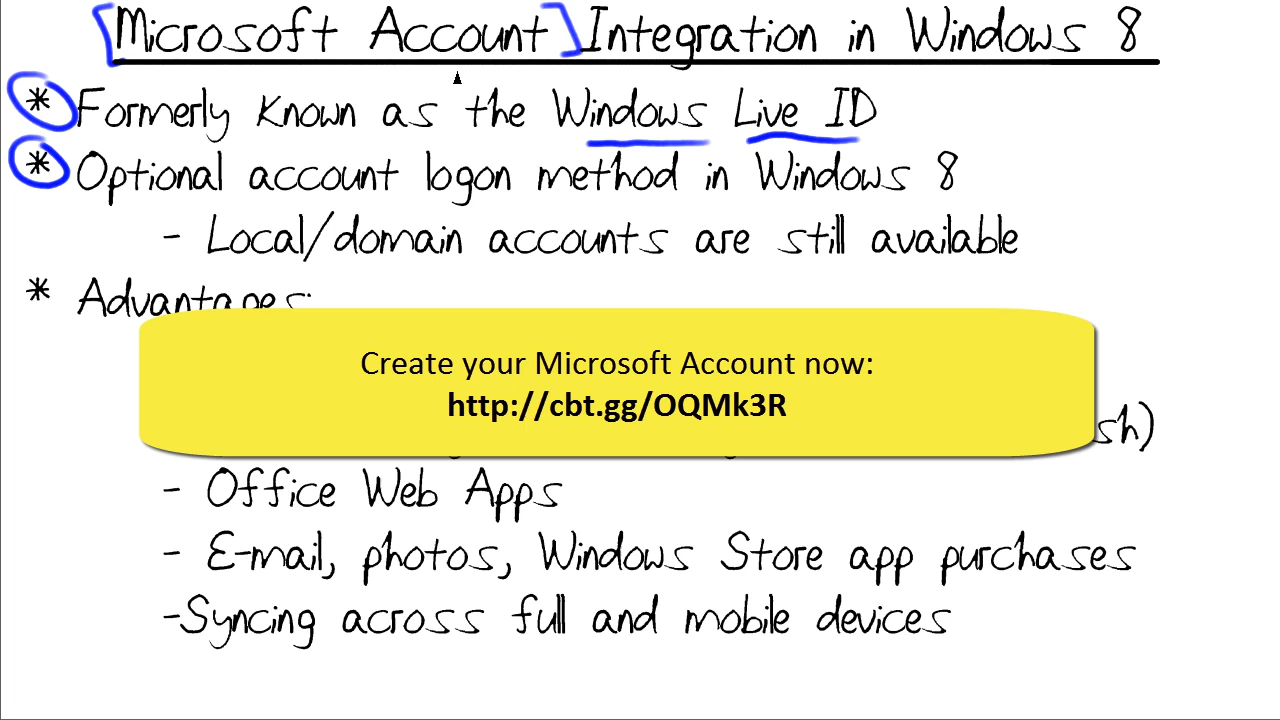 [Microsoft Account] Integration in Windows 8
* Formerly known as the Windows Live ID
* Optional account logon method in Windows 8
- Local/domain accounts are still available
* Advantages:
Create your Microsoft Account now:
http://cbt.gg/OQMk3R
- Office Web Apps
- E-mail, photos, Windows Store app purchases
-Syncing across full and mobile devices